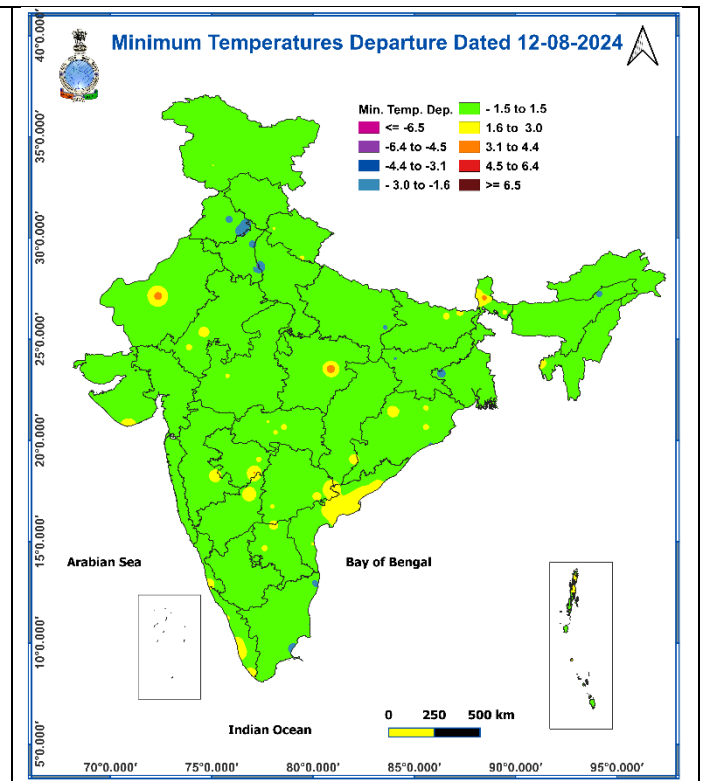 Minimum Temperatures Departure Dated 12-08-2024
Min. Temp. Dep.
<= -6.5
-6.4 to -4.5
-4.4 to -3.1
- 3.0 to -1.6
- 1.5 to 1.5
1.6 to 3.0
3.1 to 4.4
4.5 to 6.4
>= 6.5
40°0.000'
35°0.000'
30°0.000'
25°0.000'
20°0.000'
15°0.000'
10°0.000'
5°0.000'
Arabian Sea
Bay of Bengal
Indian Ocean
0 250 500 km
70°0.000' 75°0.000' 80°0.000' 85°0.000' 90°0.000' 95°0.000'